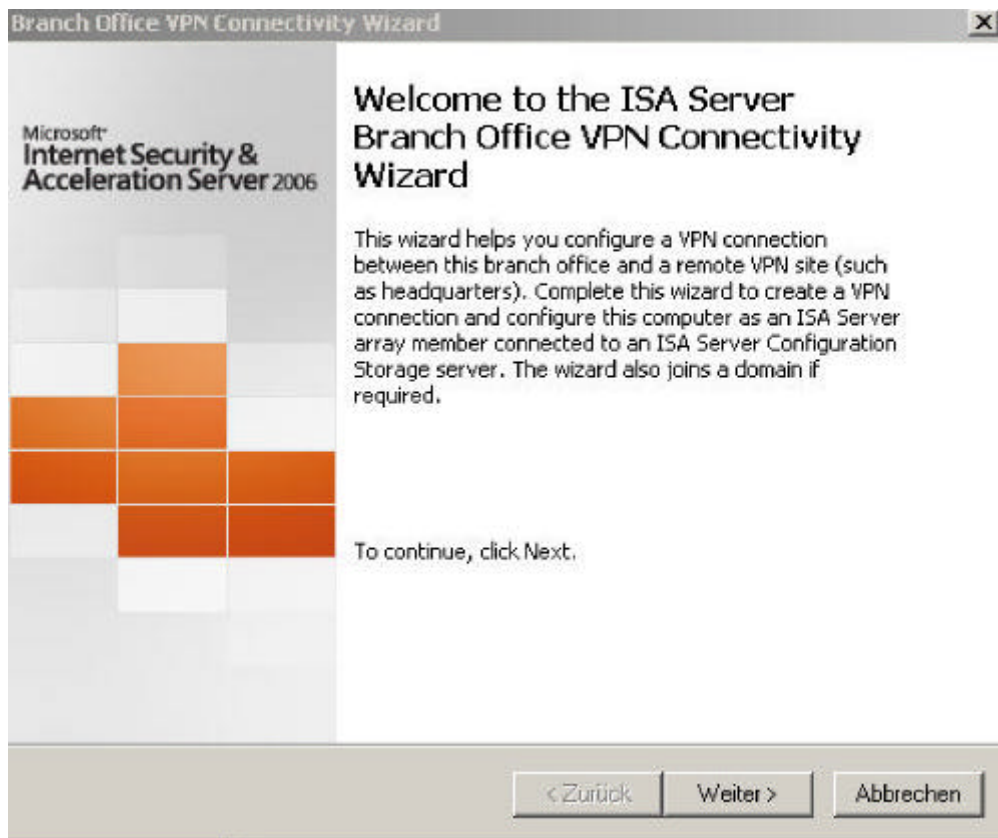 Branch Office VPN Connectivity Wizard
Microsoft
Internet Security &
Acceleration Server 2006
Welcome to the ISA Server
Branch Office VPN Connectivity
Wizard
This wizard helps you configure a VPN connection
between this branch office and a remote VPN site (such
as headquarters). Complete this wizard to create a VPN
connection and configure this computer as an ISA Server
array member connected to an ISA Server Configuration
Storage server. The wizard also joins a domain if
required.
To continue, click Next.
< Zurück
Weiter >
Abbrechen